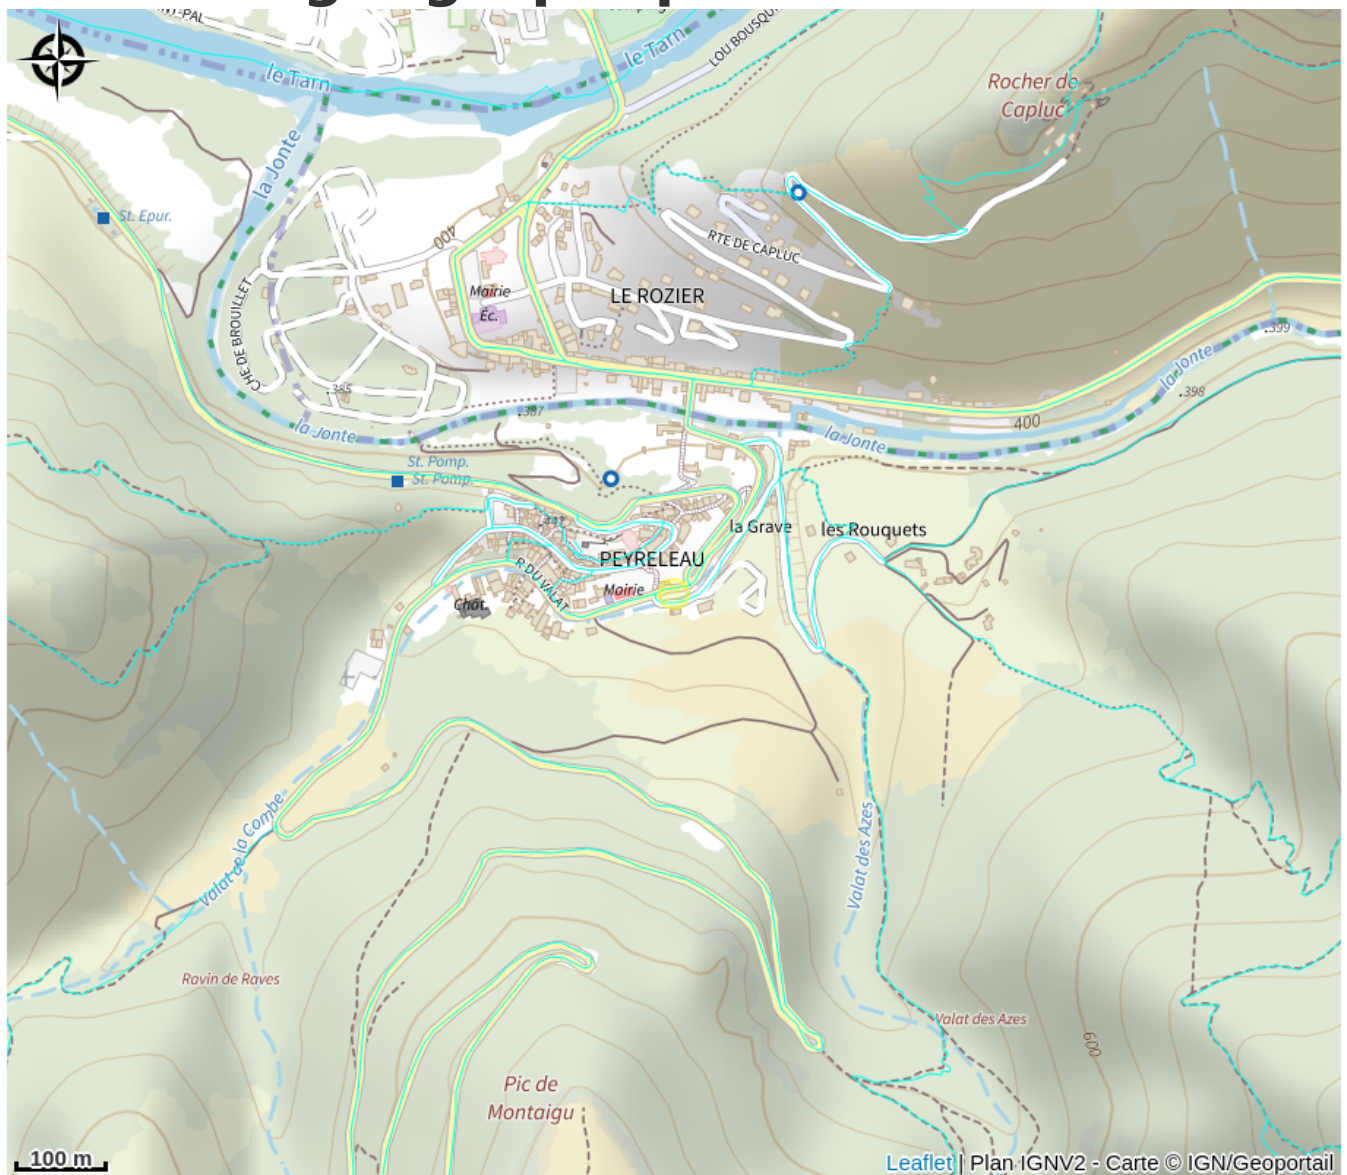 le Tarn
le Tarn
LOU BOUSQU
Rocher de
Capluc
la Jonte
St. Epur.
400
RTE DE CAPLUC
Mairie
LE ROZIER
Éc.
CHE DE BROUILLET
.399
la Jonte
.385
.387
.398
400
la Jonte
la Jonte
St. Pomp.
St. Pomp.
la Grave
les Rouquets
PEYRELEAU
R DU VALAT
Mairie
Chât.
Valat de la Combe
Valat des Azes
Ravin de Raves
Valat des Azes
600
Pic de
Montaigu
100 m
Leaflet | Plan IGNV2 - Carte © IGN/Geoportail